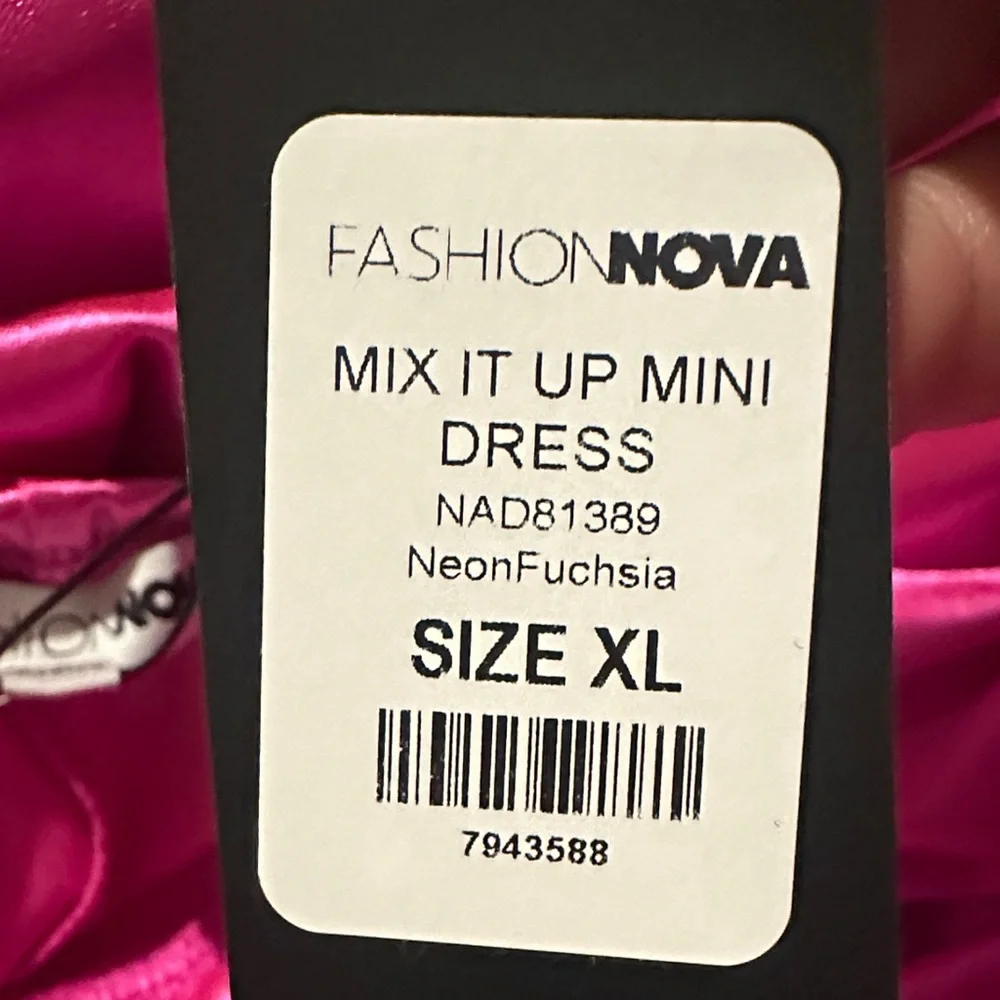 FASHIONNOVA
MIX IT UP MINI
DRESS
NAD81389
NeonFuchsia
SIZE XL
7943588